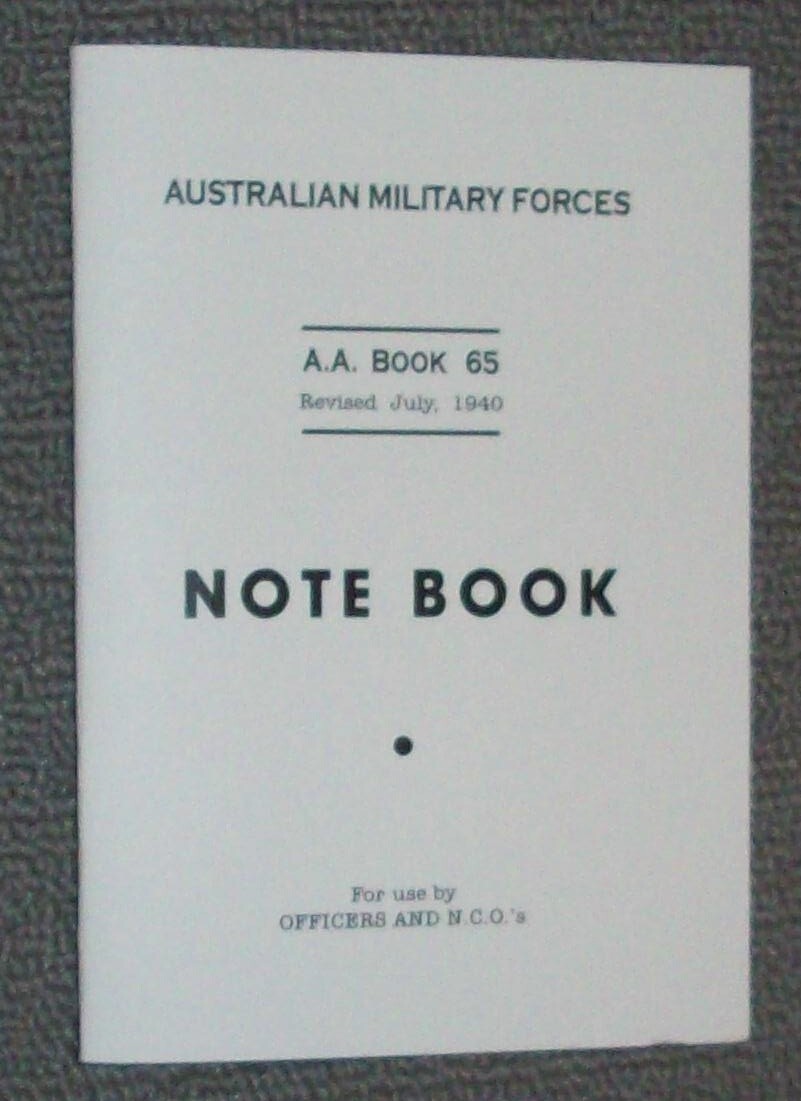 AUSTRALIAN MILITARY FORCES
A.A. BOOK 65
Revised July, 1940
NOTE BOOK
For use by
OFFICERS AND N.C.O.'s